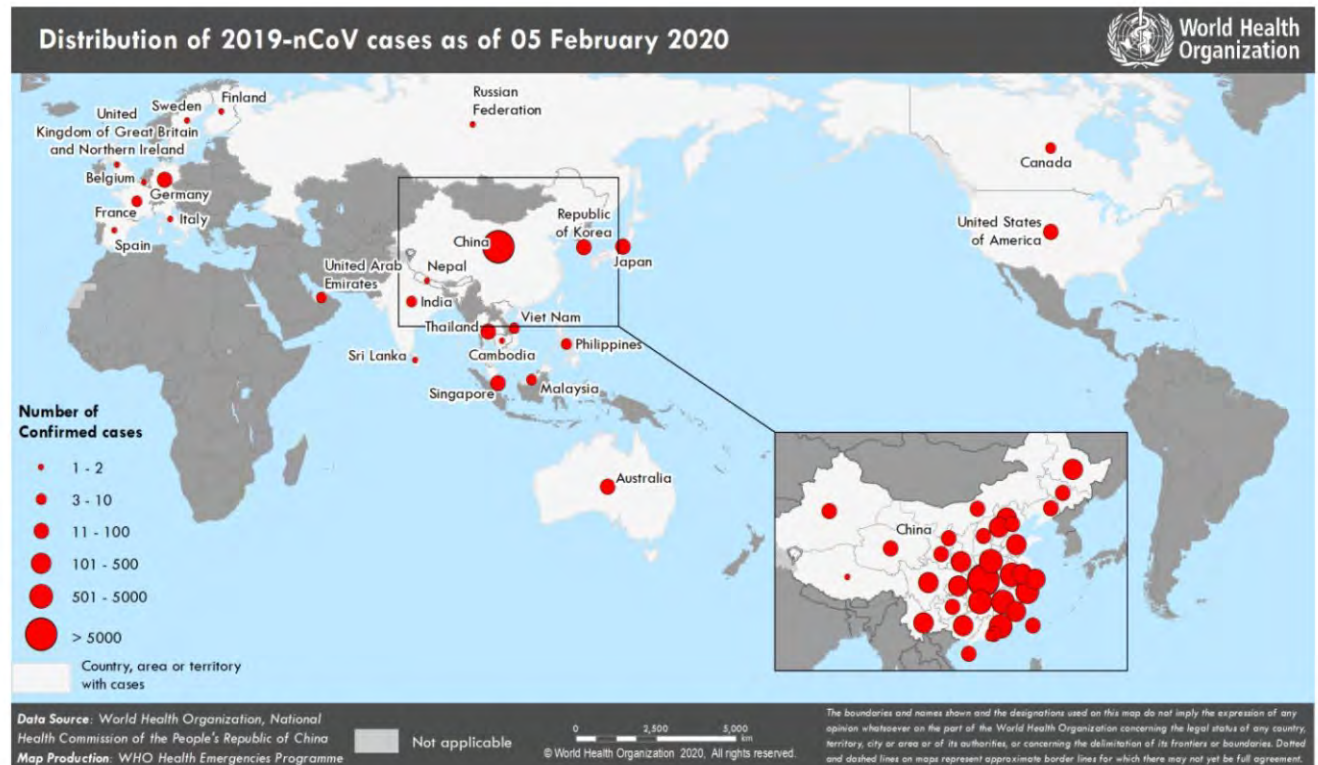 Distribution of 2019-nCoV cases as of 05 February 2020
World Health
Organization
Finland
Sweden
United
Kingdom of Great Britain
and Northern Ireland
Belgium
Germany
France
Italy
Spain
Russian
Federation
Canada
United States
of America
China
Republic
of Korea
Japan
United Arab
Emirates
Nepal
India
Thailand
Viet Nam
Sri Lanka
Cambodia
Philippines
Singapore
Malaysia
Australia
China
Number of
Confirmed cases
1 - 2
3 - 10
11 - 100
101 - 500
501 - 5000
> 5000
Country, area or territory
with cases
Data Source: World Health Organization, National
Health Commission of the People's Republic of China
Map Production: WHO Health Emergencies Programme
Not applicable
0 2,500 5,000
km
© World Health Organization 2020, All rights reserved.
The boundaries and names shown and the designations used on this map do not imply the expression of any
opinion whatsoever on the part of the World Health Organization concerning the legal status of any country,
territory, city or area or of its authorities, or concerning the delimitation of its frontiers or boundaries. Dotted
and dashed lines on maps represent approximate border lines for which there may not yet be full agreement.